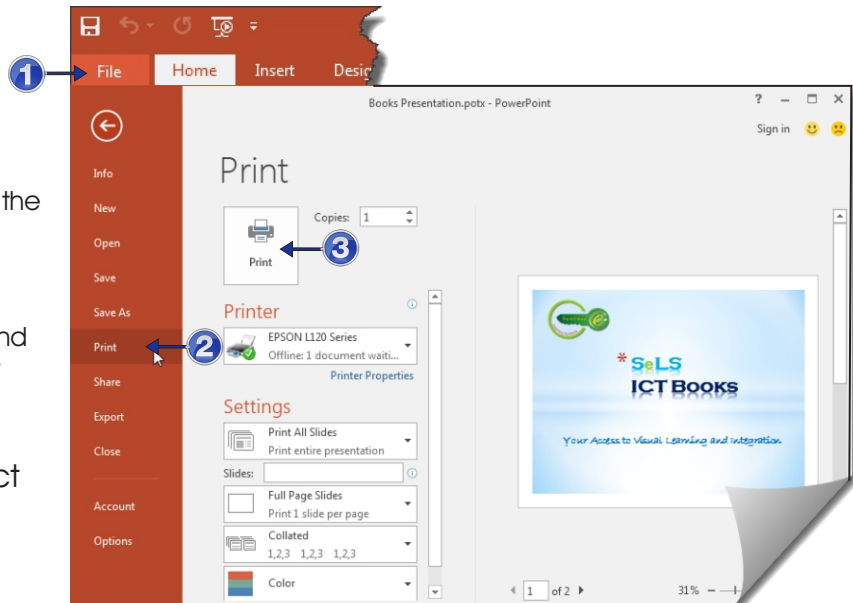 File Home Insert
1
Books Presentation.potx - PowerPoint ?
Sign in
Info
New
Open
Save
Save As
Print
Share
Export
Close
Account
Options
the
nd
ct
Print
Copies: 1
Print
3
2
Printer
EPSON L120 Series
Offline: 1 document waiti...
Printer Properties
Settings
Print All Slides
Print entire presentation
Slides:
Full Page Slides
Print 1 slide per page
Collated
1,2,3 1,2,3 1,2,3
Color
*SeLS
ICT BOOKS
Your Access to Visual Learning and Integration
1 of 2
31%